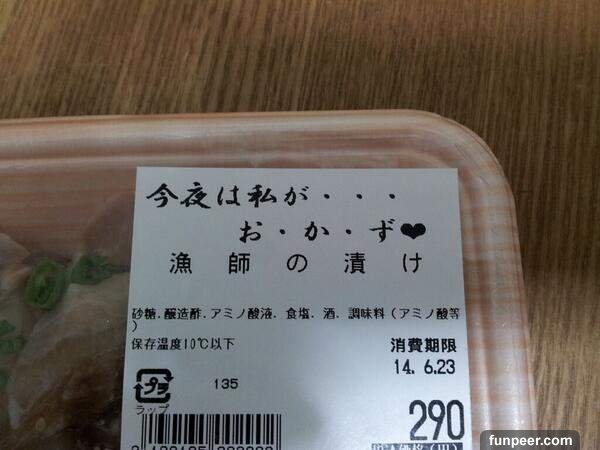 今夜は私が・・・
お・か・ず❤
漁師の漬け
砂糖.醸造酢.アミノ酸液.食塩.酒.調味料(アミノ酸等
)
保存温度10℃以下
消費期限
14. 6.23
プラ
135
ラップ
290
funpeer.com